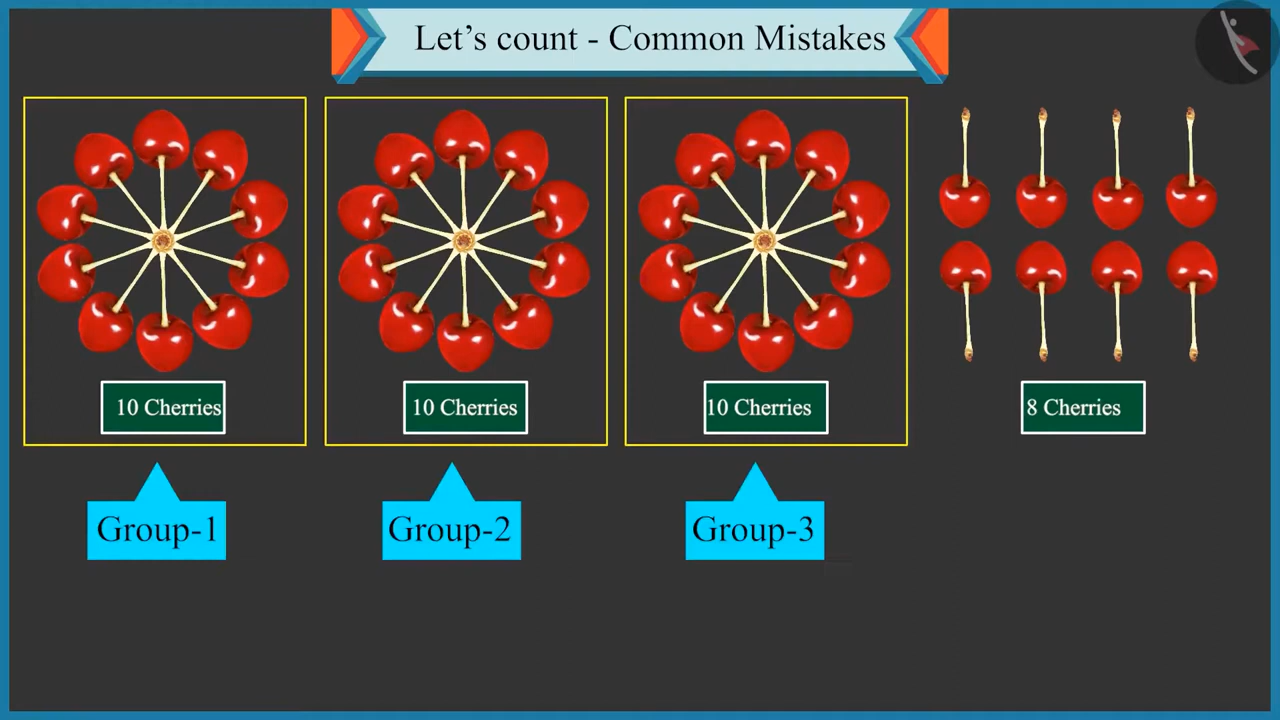 Let’s count - Common Mistakes
10 Cherries
10 Cherries
10 Cherries
8 Cherries
Group-1
Group-2
Group-3